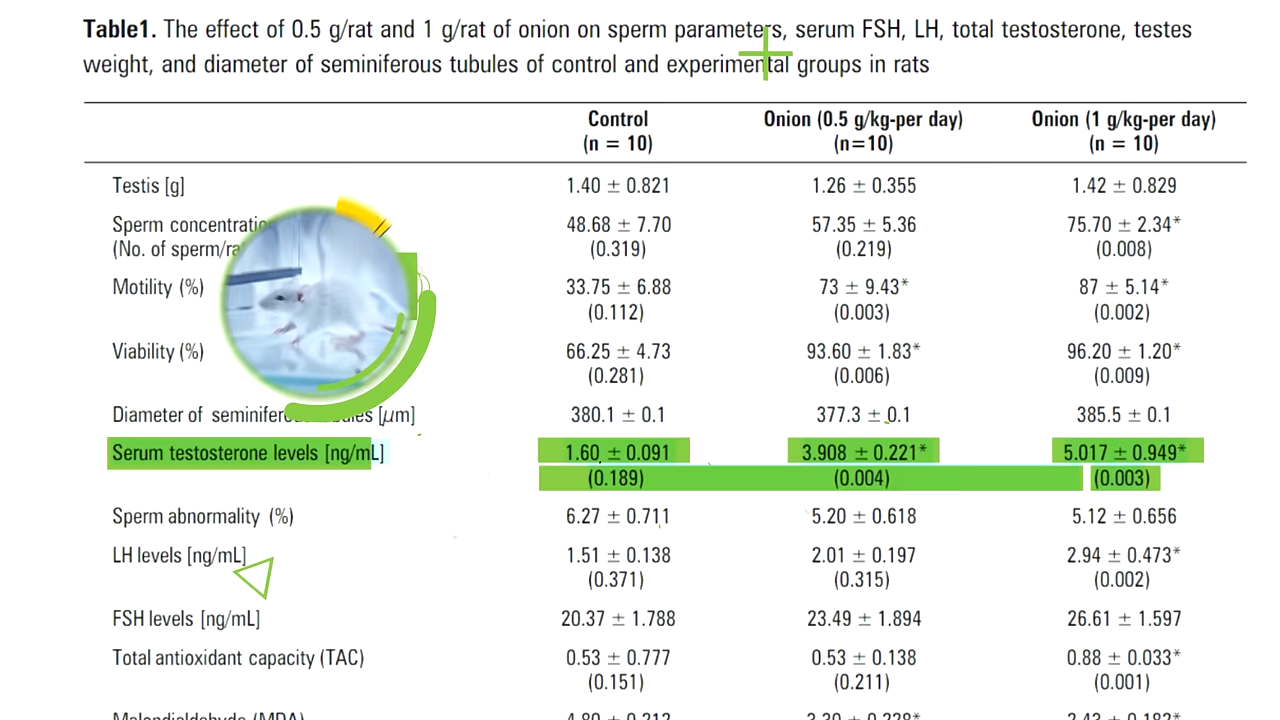 Table1. The effect of 0.5 g/rat and 1 g/rat of onion on sperm parameters, serum FSH, LH, total testosterone, testes
weight, and diameter of seminiferous tubules of control and experimental groups in rats
Control Onion (0.5 g/kg-per day) Onion (1 g/kg-per day)
(n = 10) (n=10) (n = 10)
Testis [g] 1.40 ± 0.821 1.26 ± 0.355 1.42 ± 0.829
Sperm 48.68 ± 7.70 57.35 ± 5.36 75.70 ± 2.34*
(No. of (0.319) (0.219) (0.008)
Motility (%) 33.75 ± 6.88 73 ± 9.43* 87 ± 5.14*
(0.112) (0.003) (0.002)
Viability (%) 66.25 ± 4.73 93.60 ± 1.83* 96.20 ± 1.20*
(0.281) (0.006) (0.009)
Diameter of [µm] 380.1 ± 0.1 377.3 ± 0.1 385.5 ± 0.1
Serum testosterone levels [ng/mL] 1.60 ± 0.091 3.908 ± 0.221* 5.017 ± 0.949*
(0.189) (0.004) (0.003)
Sperm abnormality (%) 6.27 ± 0.711 5.20 ± 0.618 5.12 ± 0.656
LH levels [ng/mL] 1.51 ± 0.138 2.01 ± 0.197 2.94 ± 0.473*
(0.371) (0.315) (0.002)
FSH levels [ng/mL] 20.37 ± 1.788 23.49 ± 1.894 26.61 ± 1.597
Total antioxidant capacity (TAC) 0.53 ± 0.777 0.53 ± 0.138 0.88 ± 0.033*
(0.151) (0.211) (0.001)